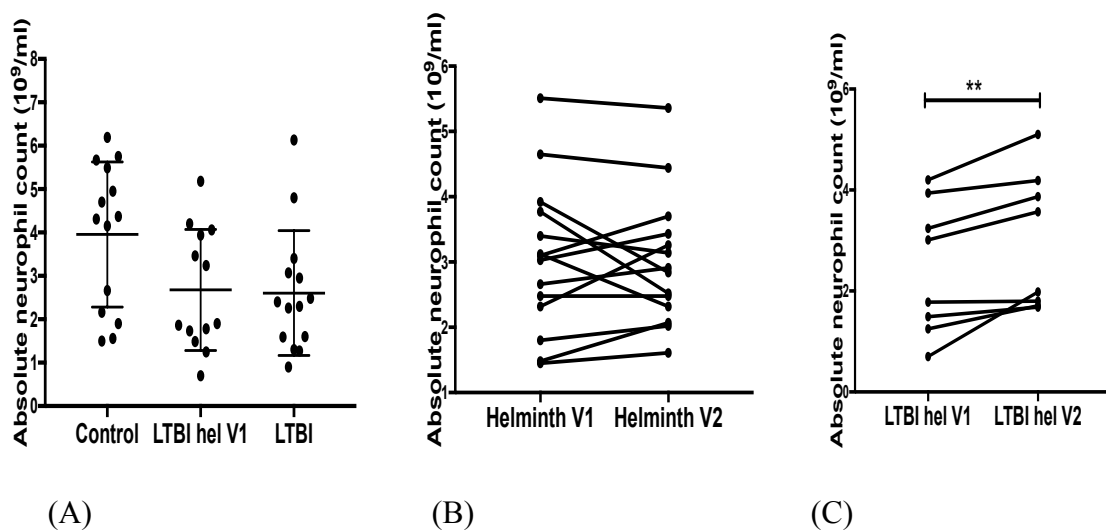 Absolute neurophil count (10⁹/ml)
8
7
6
5
4
3
2
1
0
Control LTBI hel V1 LTBI
(A)
Absolute neurophil count (10⁹/ml)
6
5
4
3
2
1
Helminth V1 Helminth V2
(B)
Absolute neurophil count (10⁹/ml)
**
6
4
2
0
LTBI hel V1 LTBI hel V2
(C)